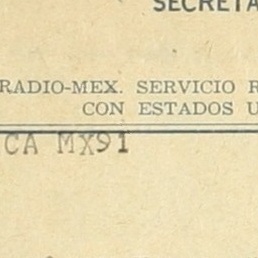 SECRETA
RADIO-MEX. SERVICIO R
CON ESTADOS U
CA MX91